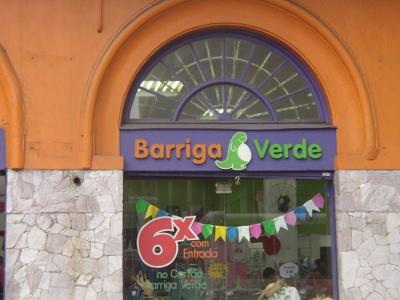 Barriga Verde
6x com
Entrada
no Cartão
Barriga Verde